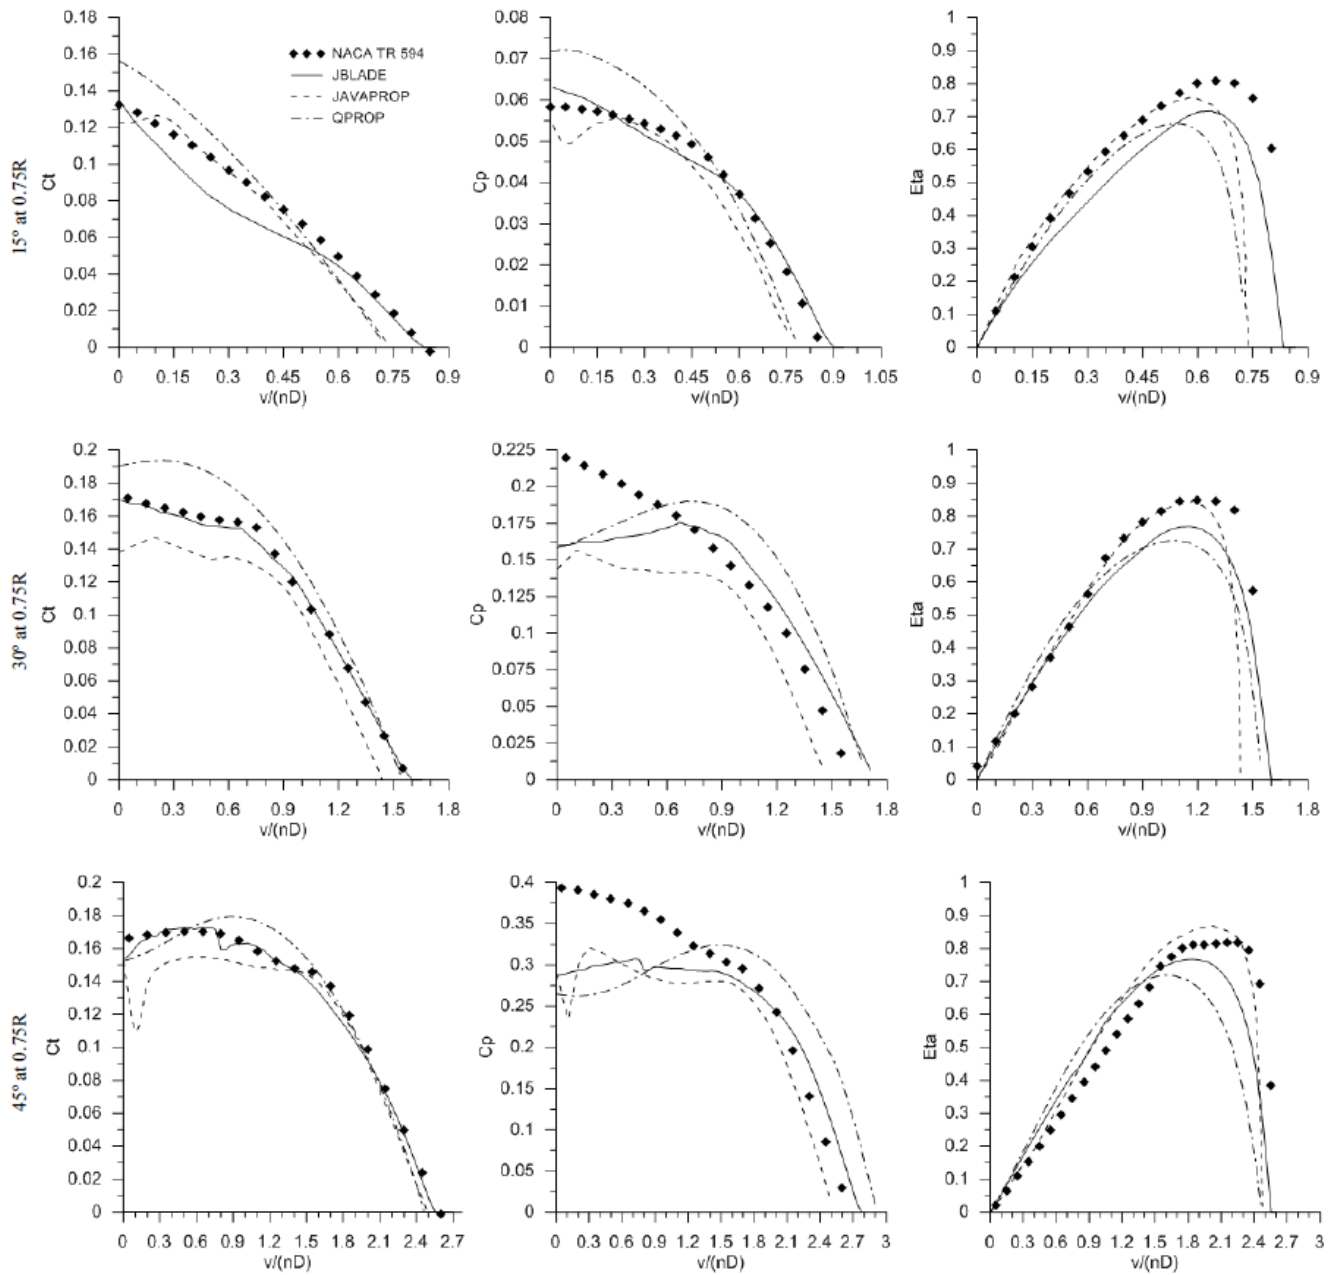 0.18
0.16
0.14
0.12
0.1
0.08
0.06
0.04
0.02
0
0 0.15 0.3 0.45 0.6 0.75 0.9
Ct
v/(nD)
15º at 0.75R
NACA TR 594
JBLADE
JAVAPROP
QPROP
0.08
0.07
0.06
0.05
0.04
0.03
0.02
0.01
0
0 0.15 0.3 0.45 0.6 0.75 0.9 1.05
Cp
v/(nD)
1
0.9
0.8
0.7
0.6
0.5
0.4
0.3
0.2
0.1
0
0 0.15 0.3 0.45 0.6 0.75 0.9
Eta
v/(nD)
0.2
0.18
0.16
0.14
0.12
0.1
0.08
0.06
0.04
0.02
0
0 0.3 0.6 0.9 1.2 1.5 1.8
Ct
v/(nD)
30º at 0.75R
0.225
0.2
0.175
0.15
0.125
0.1
0.075
0.05
0.025
0
0 0.3 0.6 0.9 1.2 1.5 1.8
Cp
v/(nD)
1
0.9
0.8
0.7
0.6
0.5
0.4
0.3
0.2
0.1
0
0 0.3 0.6 0.9 1.2 1.5 1.8
Eta
v/(nD)
0.2
0.18
0.16
0.14
0.12
0.1
0.08
0.06
0.04
0.02
0
0 0.3 0.6 0.9 1.2 1.5 1.8 2.1 2.4 2.7
Ct
v/(nD)
45º at 0.75R
0.4
0.35
0.3
0.25
0.2
0.15
0.1
0.05
0
0 0.3 0.6 0.9 1.2 1.5 1.8 2.1 2.4 2.7 3
Cp
v/(nD)
1
0.9
0.8
0.7
0.6
0.5
0.4
0.3
0.2
0.1
0
0 0.3 0.6 0.9 1.2 1.5 1.8 2.1 2.4 2.7 3
Eta
v/(nD)